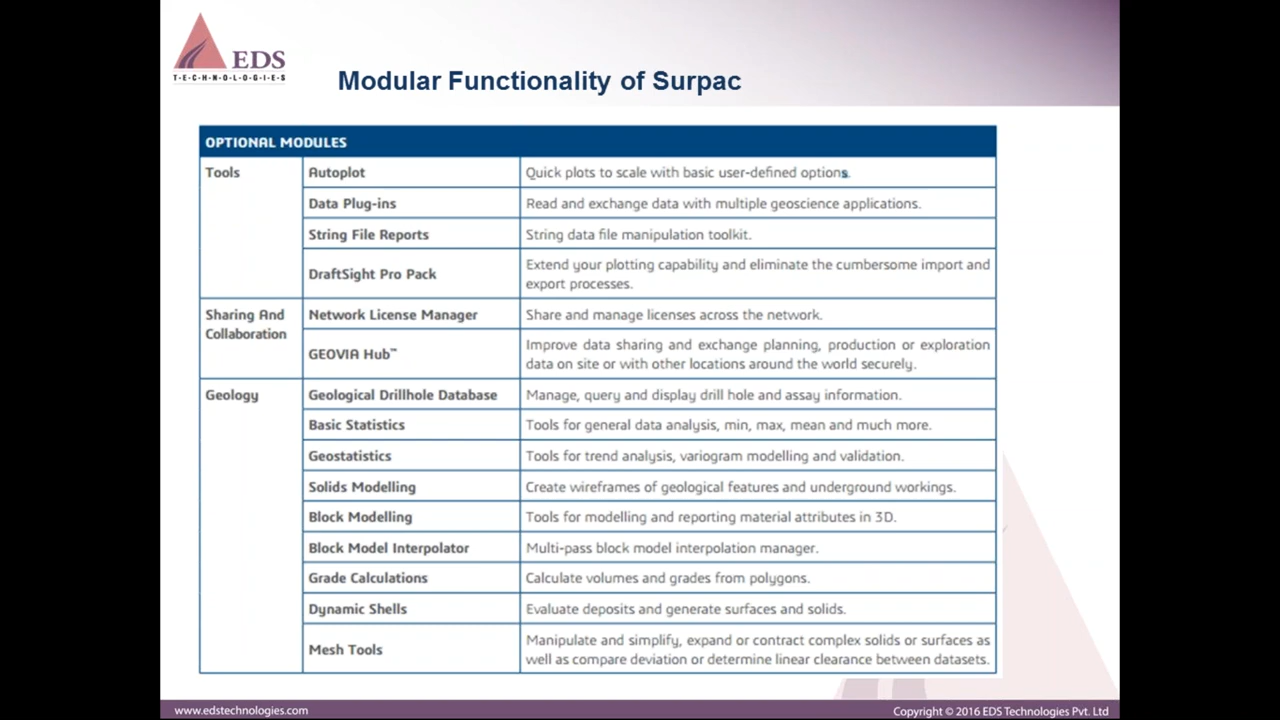 EDS
T·E·C·H·N·O·L·O·G·I·E·S
Modular Functionality of Surpac
OPTIONAL MODULES
Tools
Autoplot
Quick plots to scale with basic user-defined options.
Data Plug-ins
Read and exchange data with multiple geoscience applications.
String File Reports
String data file manipulation toolkit.
DraftSight Pro Pack
Extend your plotting capability and eliminate the cumbersome import and
export processes.
Sharing And
Collaboration
Network License Manager
Share and manage licenses across the network.
GEOVIA Hub™
Improve data sharing and exchange planning, production or exploration
data on site or with other locations around the world securely.
Geology
Geological Drillhole Database
Manage, query and display drill hole and assay information.
Basic Statistics
Tools for general data analysis, min, max, mean and much more.
Geostatistics
Tools for trend analysis, variogram modelling and validation.
Solids Modelling
Create wireframes of geological features and underground workings.
Block Modelling
Tools for modelling and reporting material attributes in 3D.
Block Model Interpolator
Multi-pass block model interpolation manager.
Grade Calculations
Calculate volumes and grades from polygons.
Dynamic Shells
Evaluate deposits and generate surfaces and solids.
Mesh Tools
Manipulate and simplify, expand or contract complex solids or surfaces as
well as compare deviation or determine linear clearance between datasets.
www.edstechnologies.com
Copyright © 2016 EDS Technologies Pvt. Ltd